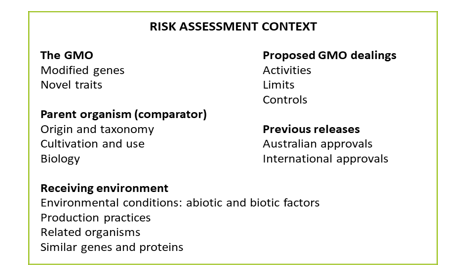 RISK ASSESSMENT CONTEXT
The GMO
Modified genes
Novel traits
Parent organism (comparator)
Origin and taxonomy
Cultivation and use
Biology
Proposed GMO dealings
Activities
Limits
Controls
Previous releases
Australian approvals
International approvals
Receiving environment
Environmental conditions: abiotic and biotic factors
Production practices
Related organisms
Similar genes and proteins